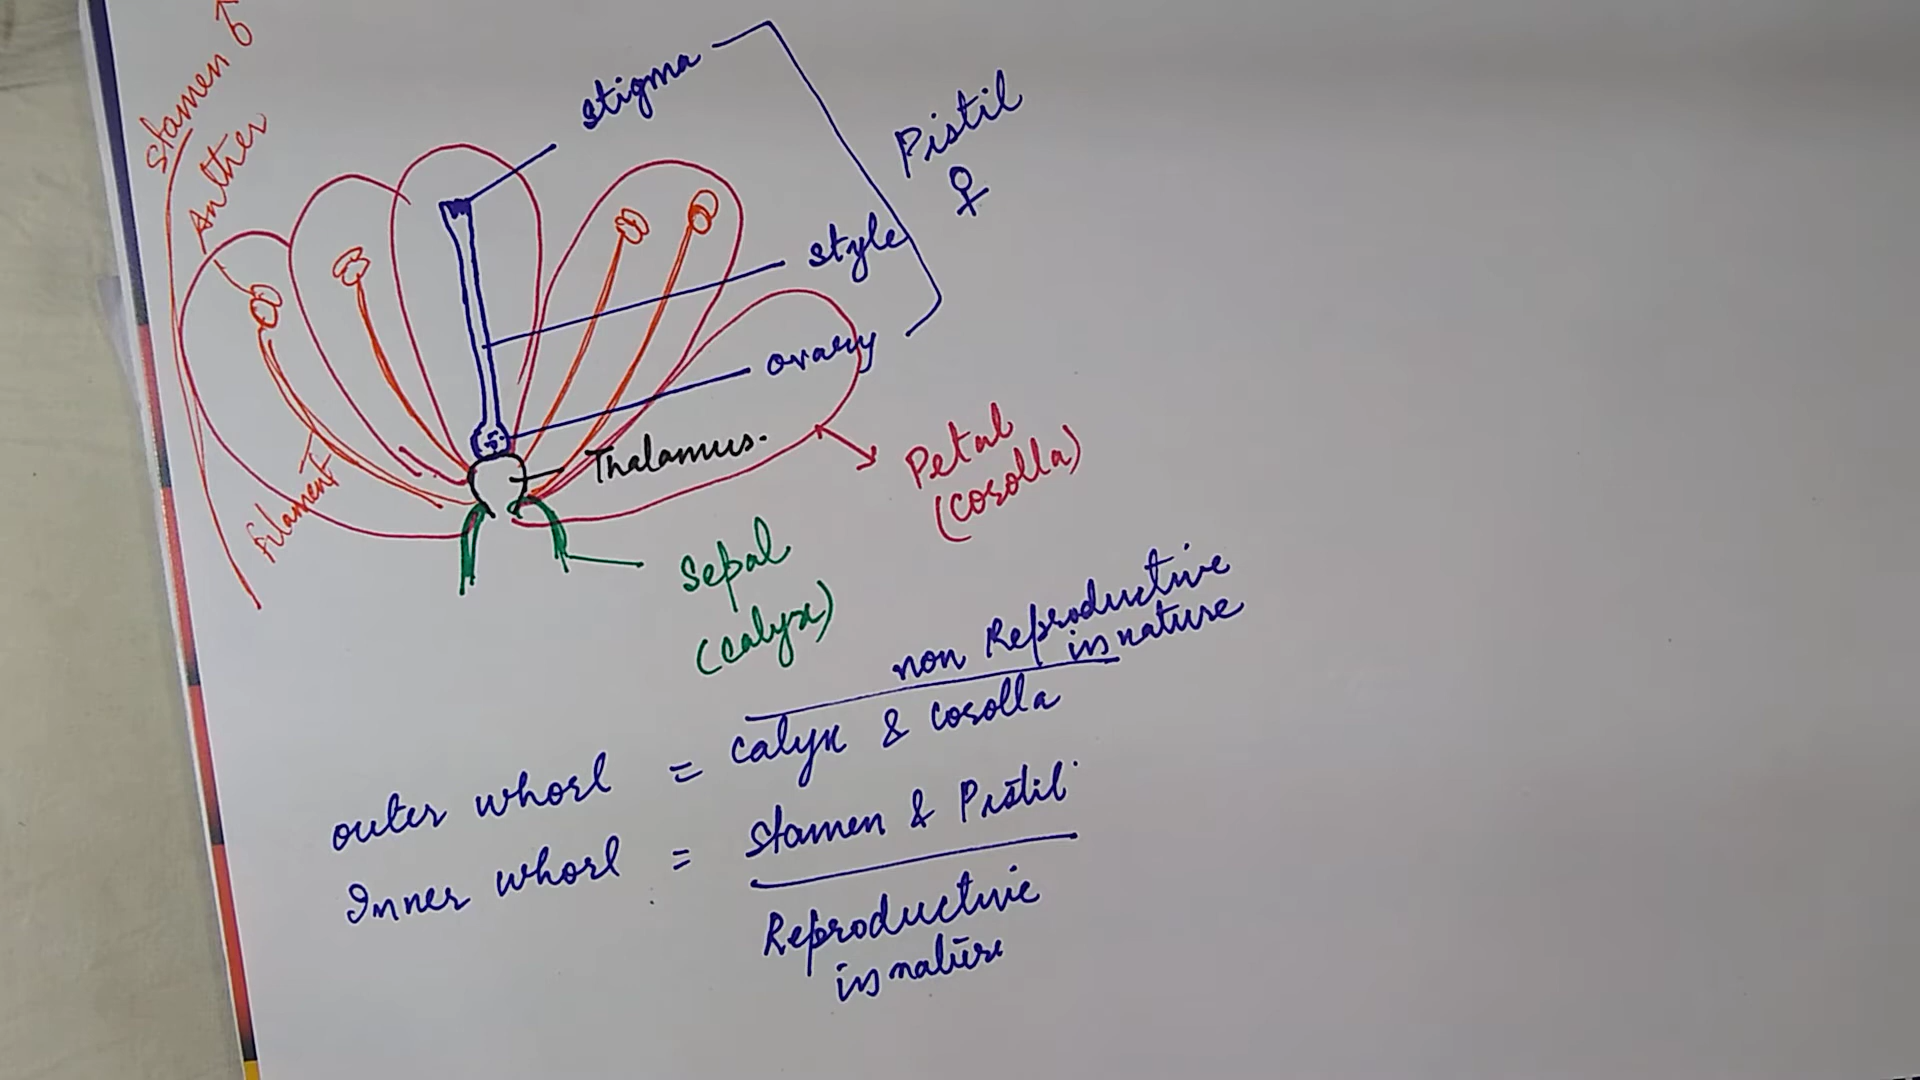 Stamen ♂
Anther
stigma
Pistil
♀
style
ovary
Thalamus.
Filament
Petal
(corolla)
Sepal
(calyx)
non Reproductive
in nature
outer whorl = calyx & corolla
Inner whorl = Stamen & Pistil
Reproductive
in nature